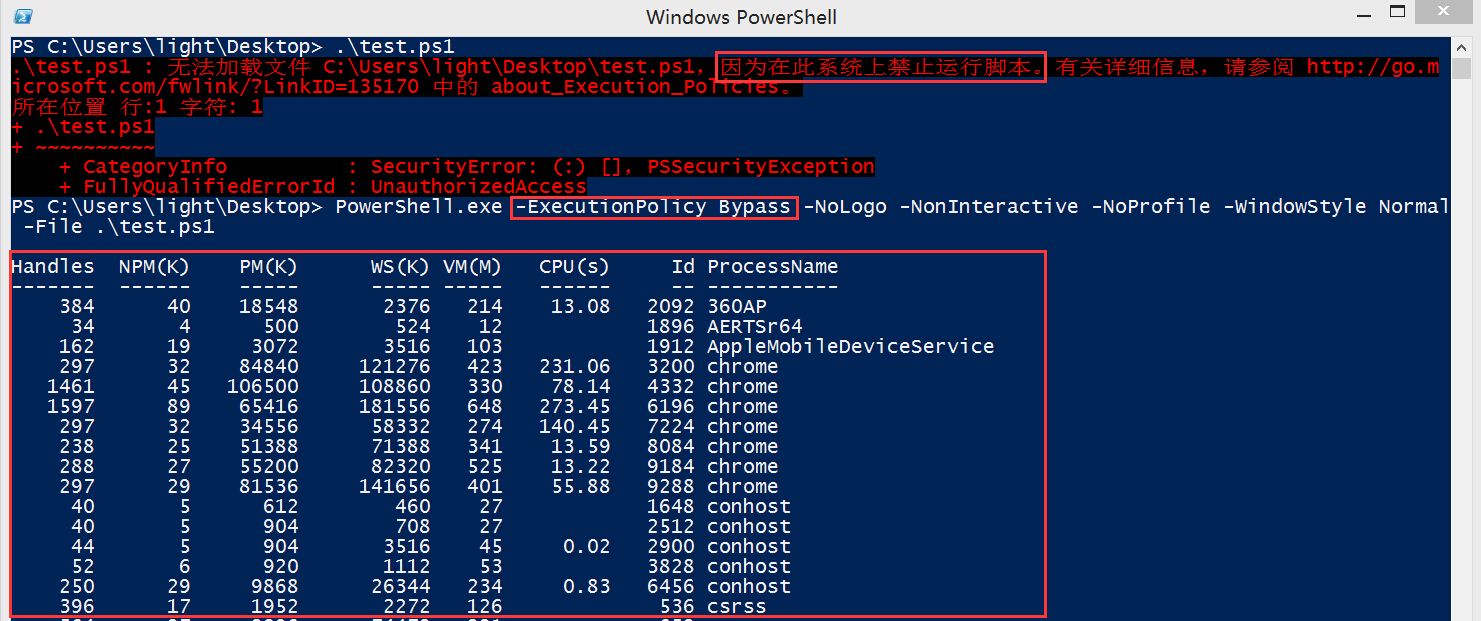 Windows PowerShell
PS C:\Users\light\Desktop> .\test.ps1
.\test.ps1 : 无法加载文件 C:\Users\light\Desktop\test.ps1，因为在此系统上禁止运行脚本。有关详细信息，请参阅 http://go.m
icrosoft.com/fwlink/?LinkID=135170 中的 about_Execution_Policies。
所在位置 行:1 字符: 1
+ .\test.ps1
+ ~~~~~~~~~~
    + CategoryInfo          : SecurityError: (:) []，PSSecurityException
    + FullyQualifiedErrorId : UnauthorizedAccess
PS C:\Users\light\Desktop> PowerShell.exe -ExecutionPolicy Bypass -NoLogo -NonInteractive -NoProfile -WindowStyle Normal
 -File .\test.ps1
Handles  NPM(K)    PM(K)      WS(K) VM(M)   CPU(s)     Id ProcessName
-------  ------    -----      ----- -----   ------     -- -----------
    384      40    18548       2376   214    13.08   2092 360AP
     34       4      500        524    12            1896 AERTSr64
    162      19     3072       3516   103            1912 AppleMobileDeviceService
    297      32    84840     121276   423   231.06   3200 chrome
   1461      45   106500     108860   330    78.14   4332 chrome
   1597      89    65416     181556   648   273.45   6196 chrome
    297      32    34556      58332   274   140.45   7224 chrome
    238      25    51388      71388   341    13.59   8084 chrome
    288      27    55200      82320   525    13.22   9184 chrome
    297      29    81536     141656   401    55.88   9288 chrome
     40       5      612        460    27            1648 conhost
     40       5      904        708    27            2512 conhost
     44       5      904       3516    45     0.02   2900 conhost
     52       6      920       1112    53            3828 conhost
    250      29     9868      26344   234     0.83   6456 conhost
    396      17     1952       2272   126             536 csrss